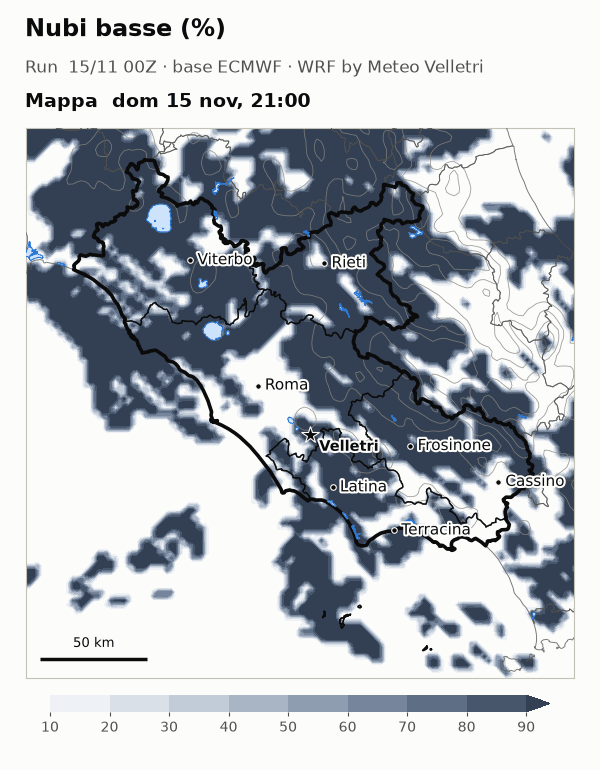 Nubi basse (%)
Run  15/11 00Z · base ECMWF · WRF by Meteo Velletri
Mappa  dom 15 nov, 21:00
Viterbo
Rieti
Roma
Velletri
Frosinone
Latina
Cassino
Terracina
50 km
10 20 30 40 50 60 70 80 90